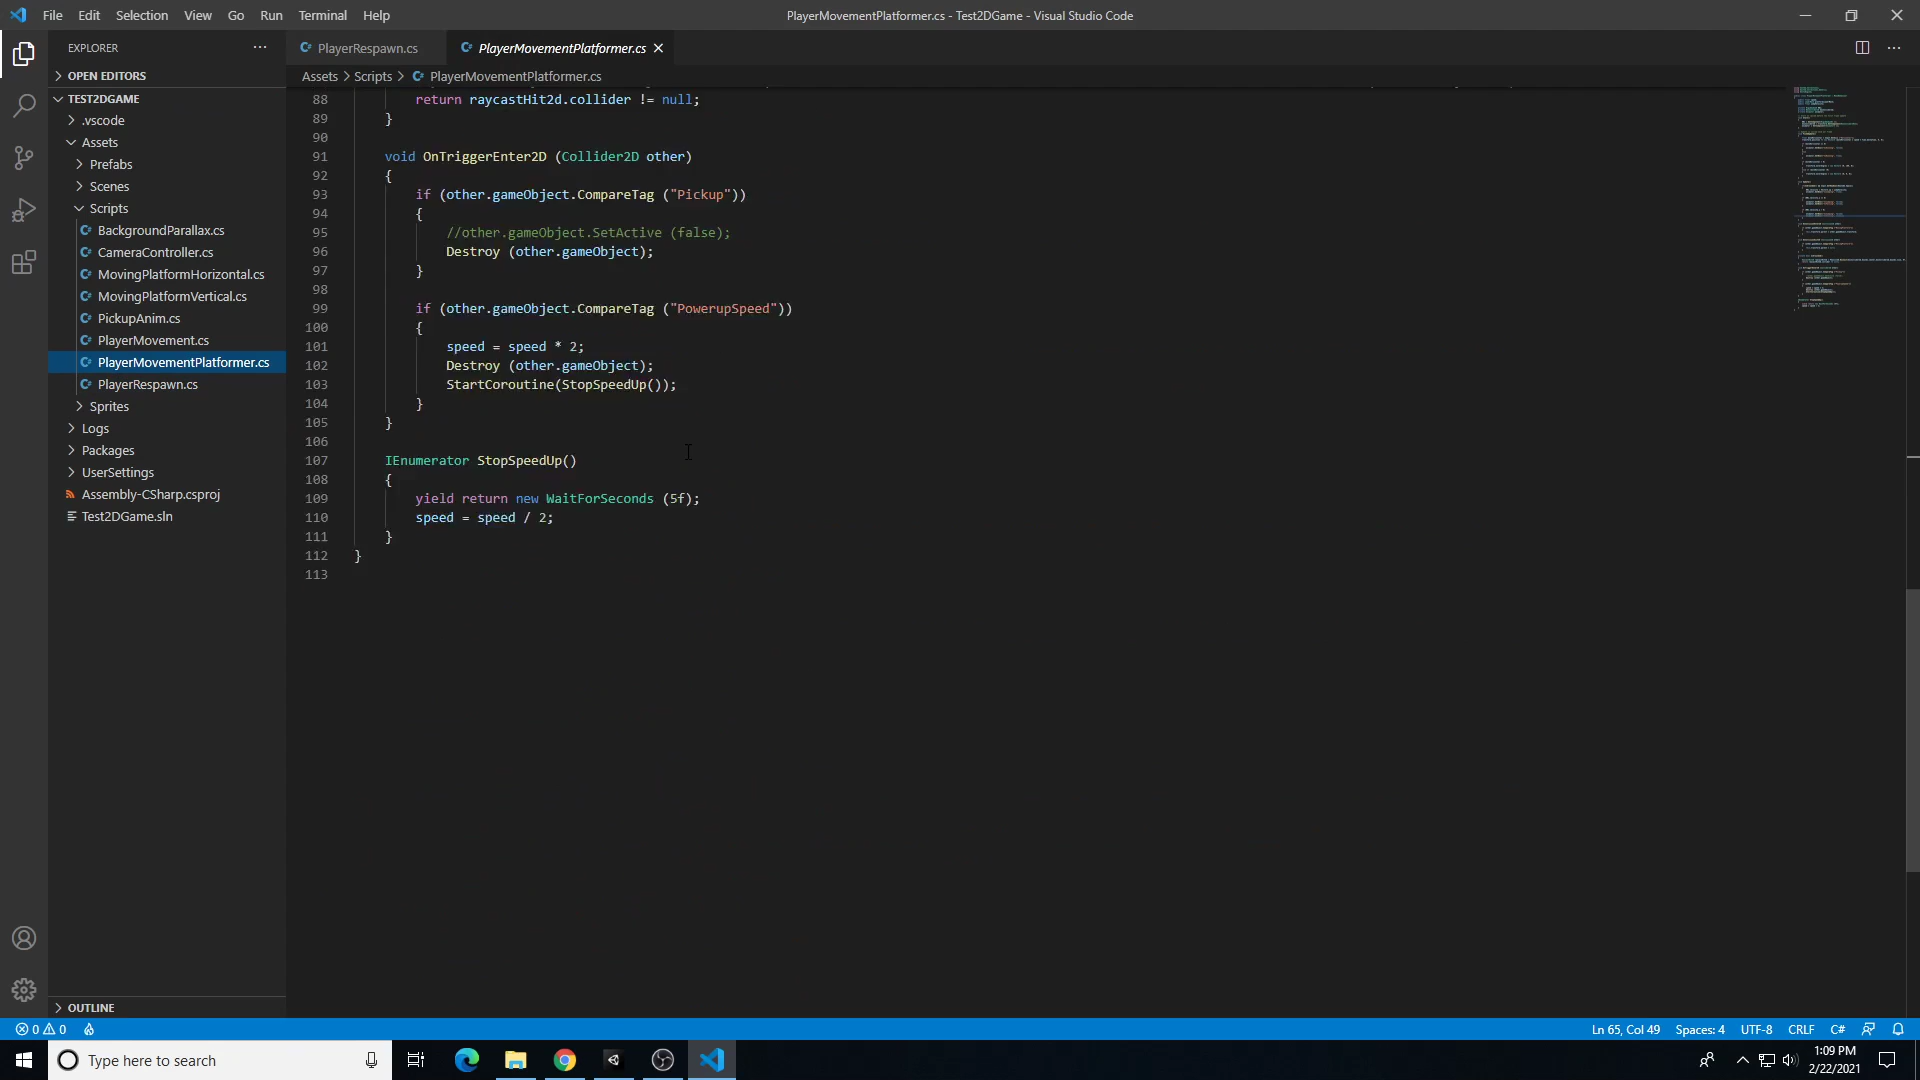 File Edit Selection View Go Run Terminal Help
PlayerMovementPlatformer.cs - Test2DGame - Visual Studio Code
EXPLORER
OPEN EDITORS
TEST2DGAME
.vscode
Assets
Prefabs
Scenes
Scripts
BackgroundParallax.cs
CameraController.cs
MovingPlatformHorizontal.cs
MovingPlatformVertical.cs
PickupAnim.cs
PlayerMovement.cs
PlayerMovementPlatformer.cs
PlayerRespawn.cs
Sprites
Logs
Packages
UserSettings
Assembly-CSharp.csproj
Test2DGame.sln
OUTLINE
PlayerRespawn.cs
PlayerMovementPlatformer.cs
Assets > Scripts > PlayerMovementPlatformer.cs
88 return raycastHit2d.collider != null;
89 }
90
91 void OnTriggerEnter2D (Collider2D other)
92 {
93 if (other.gameObject.CompareTag ("Pickup"))
94 {
95 //other.gameObject.SetActive (false);
96 Destroy (other.gameObject);
97 }
98
99 if (other.gameObject.CompareTag ("PowerupSpeed"))
100 {
101 speed = speed * 2;
102 Destroy (other.gameObject);
103 StartCoroutine(StopSpeedUp());
104 }
105 }
106
107 IEnumerator StopSpeedUp()
108 {
109 yield return new WaitForSeconds (5f);
110 speed = speed / 2;
111 }
112 }
113
0 0
Ln 65, Col 49 Spaces: 4 UTF-8 CRLF C#
Type here to search
1:09 PM
2/22/2021